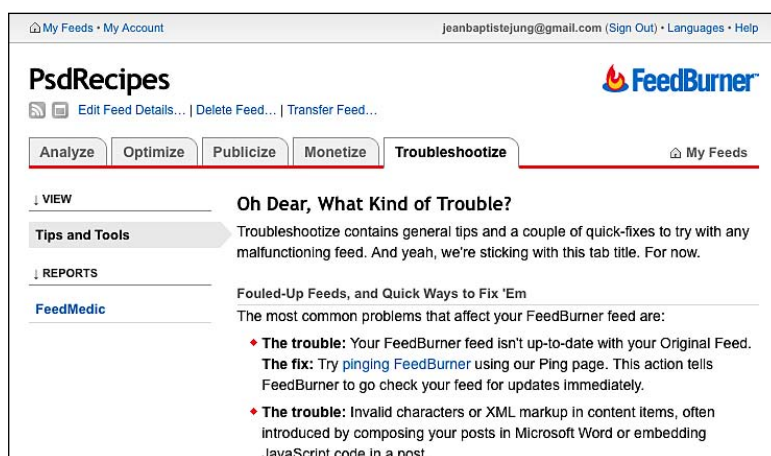 My Feeds • My Account
jeanbaptistejung@gmail.com (Sign Out) • Languages • Help
PsdRecipes
FeedBurner
Edit Feed Details... | Delete Feed... | Transfer Feed...
Analyze Optimize Publicize Monetize Troubleshootize My Feeds
↓ VIEW
Tips and Tools
↓ REPORTS
FeedMedic
Oh Dear, What Kind of Trouble?
Troubleshootize contains general tips and a couple of quick-fixes to try with any
malfunctioning feed. And yeah, we're sticking with this tab title. For now.
Fouled-Up Feeds, and Quick Ways to Fix 'Em
The most common problems that affect your FeedBurner feed are:
The trouble: Your FeedBurner feed isn't up-to-date with your Original Feed.
The fix: Try pinging FeedBurner using our Ping page. This action tells
FeedBurner to go check your feed for updates immediately.
The trouble: Invalid characters or XML markup in content items, often
introduced by composing your posts in Microsoft Word or embedding
JavaScript code in a post.